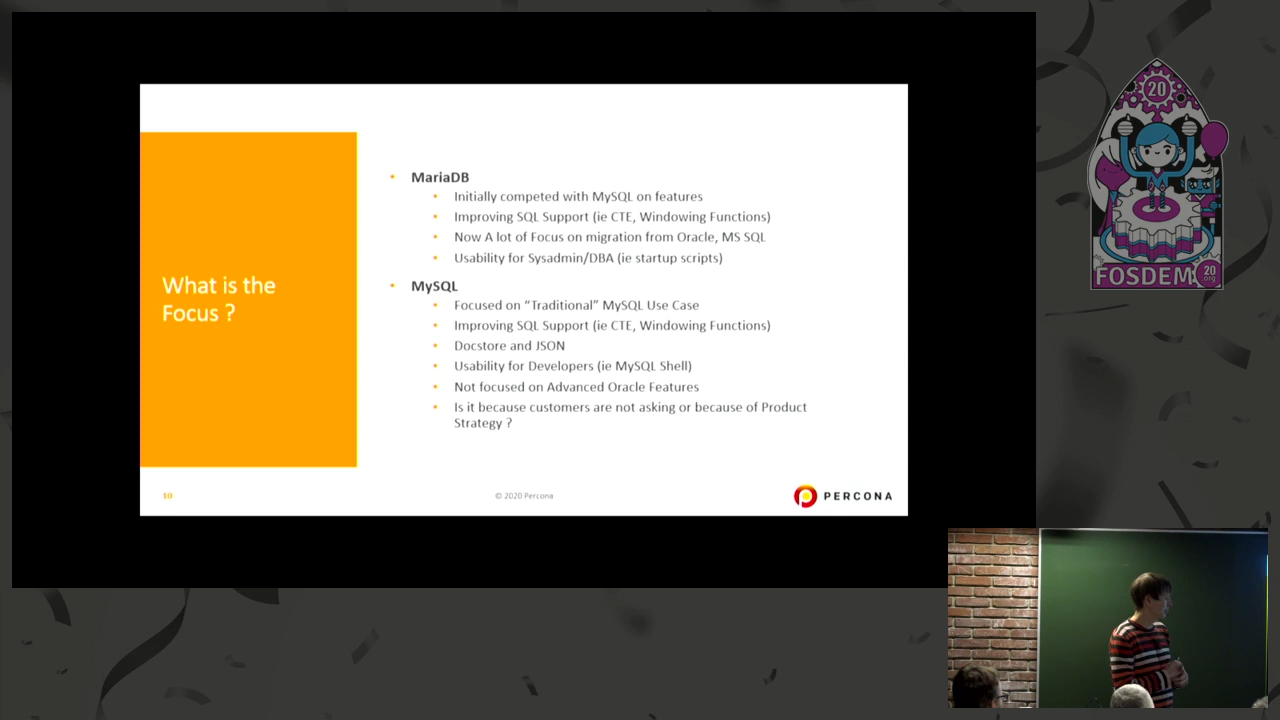 What is the
Focus ?
MariaDB
Initially competed with MySQL on features
Improving SQL Support (ie CTE, Windowing Functions)
Now A lot of Focus on migration from Oracle, MS SQL
Usability for Sysadmin/DBA (ie startup scripts)
MySQL
Focused on “Traditional” MySQL Use Case
Improving SQL Support (ie CTE, Windowing Functions)
Docstore and JSON
Usability for Developers (ie MySQL Shell)
Not focused on Advanced Oracle Features
Is it because customers are not asking or because of Product
Strategy ?
10
© 2020 Percona
PERCONA
20
FOSDEM
20
.org